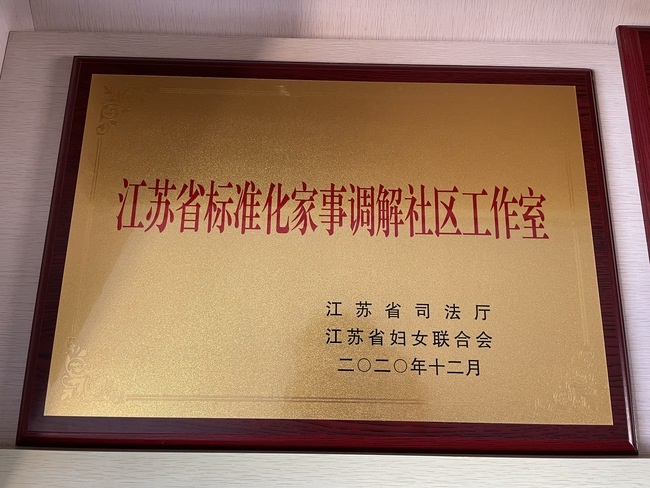 江苏省标准化家事调解社区工作室
江苏省司法厅
江苏省妇女联合会
二〇二〇年十二月